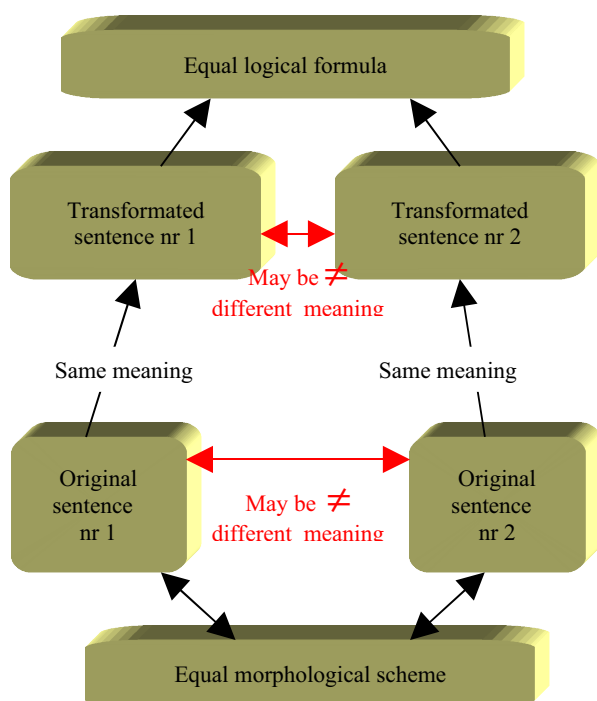 Equal logical formula
Transformated
sentence nr 1
Transformated
sentence nr 2
May be ≠
different meaning
Same meaning
Same meaning
Original
sentence
nr 1
Original
sentence
nr 2
May be ≠
different meaning
Equal morphological scheme